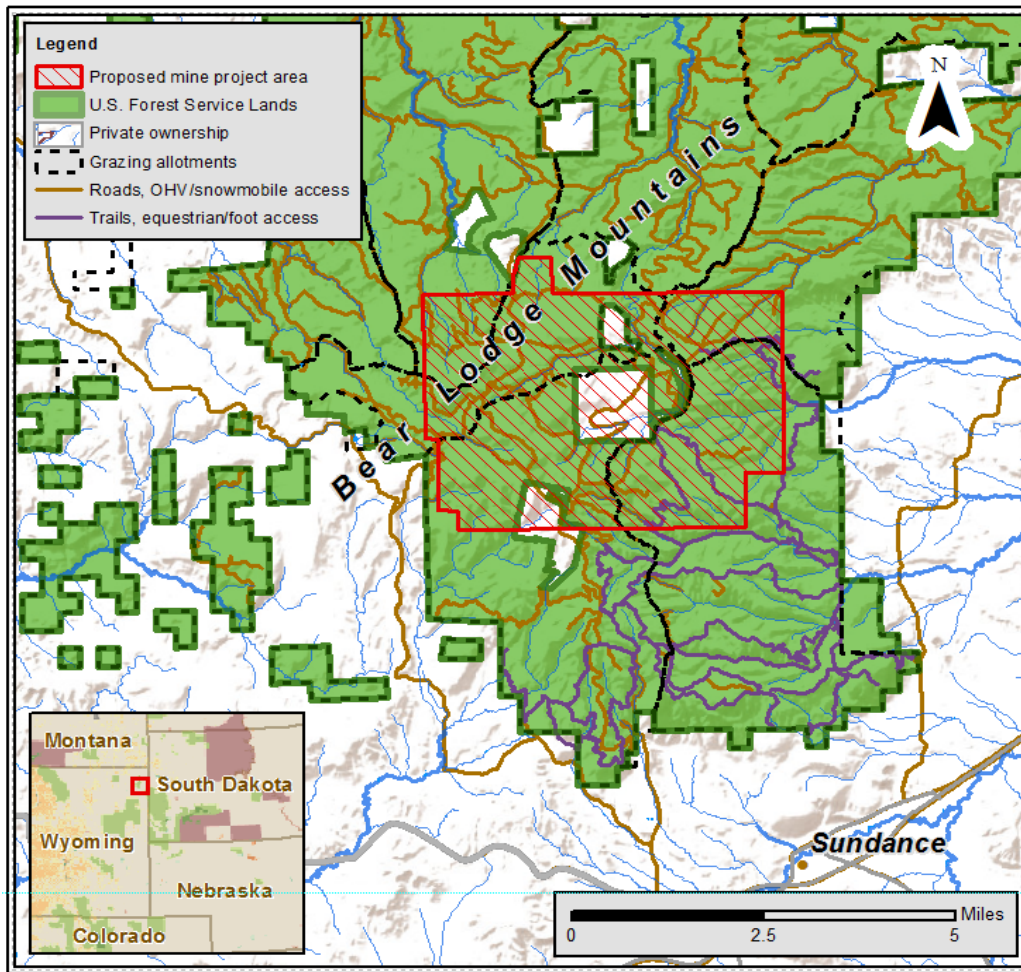 Legend
Proposed mine project area
U.S. Forest Service Lands
Private ownership
Grazing allotments
Roads, OHV/snowmobile access
Trails, equestrian/foot access
N
Bear Lodge Mountains
Montana
South Dakota
Wyoming
Nebraska
Colorado
Sundance
Miles
0 2.5 5